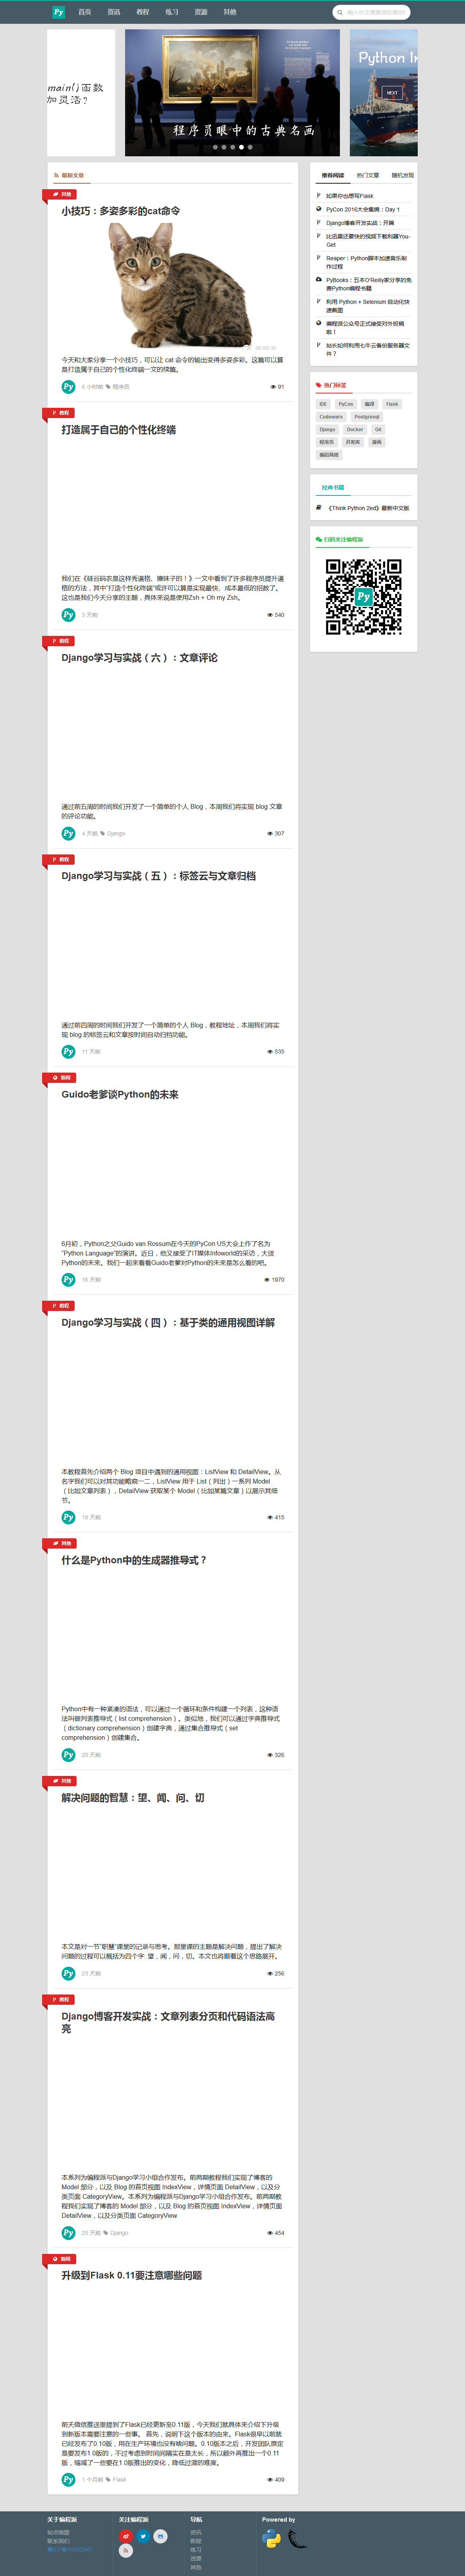 Py 首页 资讯 教程 练习 资源 其他
main()函数
加灵活？
程序员眼中的古典名画
NEXT
最新文章
其他
小技巧：多姿多彩的cat命令
今天和大家分享一个小技巧，可以让 cat 命令的输出变得多姿多彩。这篇可以算
是打造属于自己的个性化终端一文的续篇。
6 小时前 程序员 91
教程
打造属于自己的个性化终端
我们在《硅谷码农是这样秀逼格、撩妹子的！》一文中看到了许多程序员提升逼
格的方法，其中“打造个性化终端”或许可以算是实现最快、成本最低的招数了。
这也是我们今天分享的主题，具体来说是使用Zsh + Oh my Zsh。
3 天前 540
教程
Django学习与实战（六）：文章评论
通过前五周的时间我们开发了一个简单的个人 Blog，本周我们将实现 blog 文章
的评论功能。
4 天前 Django 307
教程
Django学习与实战（五）：标签云与文章归档
通过前四周的时间我们开发了一个简单的个人 Blog，教程地址，本周我们将实
现 blog 的标签云和文章按时间自动归档功能。
11 天前 535
新闻
Guido老爹谈Python的未来
6月初，Python之父Guido van Rossum在今天的PyCon US大会上作了名为
“Python Language”的演讲。近日，他又接受了IT媒体Infoworld的采访，大谈
Python的未来。我们一起来看看Guido老爹对Python的未来是怎么看的吧。
16 天前 1970
教程
Django学习与实战（四）：基于类的通用视图详解
本教程首先介绍两个 Blog 项目中遇到的通用视图：ListView 和 DetailView。从
名字我们可以对其功能略窥一二，ListView 用于 List（列出）一系列 Model
（比如文章列表），DetailView 获取某个 Model（比如某篇文章）以展示其细
节。
18 天前 415
其他
什么是Python中的生成器推导式？
Python中有一种紧凑的语法，可以通过一个循环和条件构建一个列表，这种语
法叫做列表推导式（list comprehension）。类似地，我们可以通过字典推导式
（dictionary comprehension）创建字典，通过集合推导式（set
comprehension）创建集合。
20 天前 326
其他
解决问题的智慧：望、闻、问、切
本文是对一节“职慧”课堂的记录与思考。那堂课的主题是解决问题，提出了解决
问题的过程可以概括为四个字 望，闻，问，切。本文也将顺着这个思路展开。
23 天前 256
教程
Django博客开发实战：文章列表分页和代码语法高
亮
本系列为编程派与Django学习小组合作发布。前两期教程我们实现了博客的
Model 部分，以及 Blog 的首页视图 IndexView，详情页面 DetailView，以及分
类页面 CategoryView。本系列为编程派与Django学习小组合作发布。前两期教
程我们实现了博客的 Model 部分，以及 Blog 的首页视图 IndexView，详情页面
DetailView，以及分类页面 CategoryView
25 天前 Django 454
新闻
升级到Flask 0.11要注意哪些问题
前天微信推送里提到了Flask已经更新至0.11版，今天我们就具体来介绍下升级
到新版本需要注意的一些事。 首先，说明下这个版本的由来。Flask很早以前就
已经发布了0.10版，用在生产环境也没有啥问题。0.10版本之后，开发团队原定
是要发布1.0版的，不过考虑到时间间隔实在是太长，所以额外再推出一个0.11
版，缩减了一些要在1.0版推出的变化，降低过渡的难度。
1 个月前 Flask 409
推荐阅读 热门文章 随机发现
如果你也想写Flask
PyCon 2016大会集锦：Day 1
Django博客开发实战：开篇
比迅雷还要快的视频下载利器You-
Get
Reaper：Python脚本加速音乐制
作过程
PyBooks：五本O'Reilly家分享的免
费Python编程书籍
利用 Python + Selenium 自动化快
速截图
编程派公众号正式接受对外投稿
啦！
站长如何利用七牛云备份服务器文
件？
热门标签
IDE PyCon 编译 Flask
Codewars Postgresql
Django Docker Git
程序员 开发库 漫画
编码风格
经典书籍
《Think Python 2ed》最新中文版
扫码关注编程派
Py
关于编程派
站点地图
联系我们
关注编程派
导航
资讯
教程
练习
资源
其他
Powered by